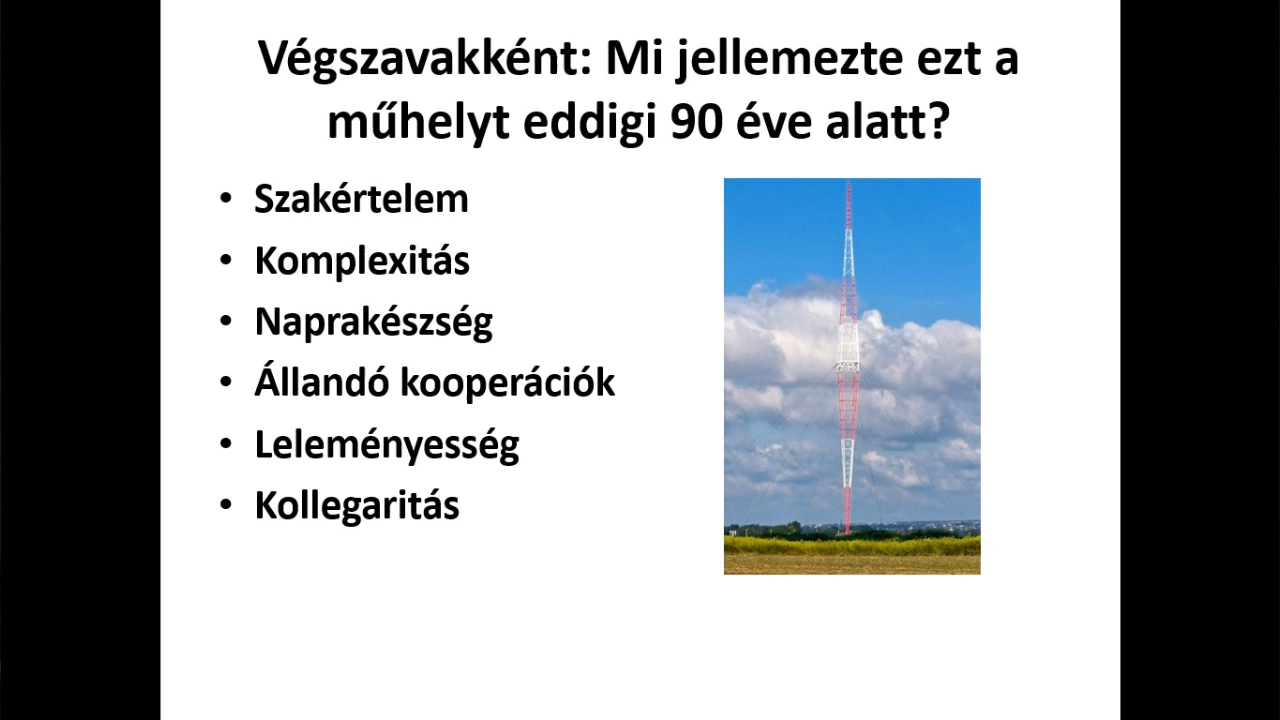 Végszavakként: Mi jellemezte ezt a
műhelyt eddigi 90 éve alatt?
• Szakértelem
• Komplexitás
• Naprakészség
• Állandó kooperációk
• Leleményesség
• Kollegaritás